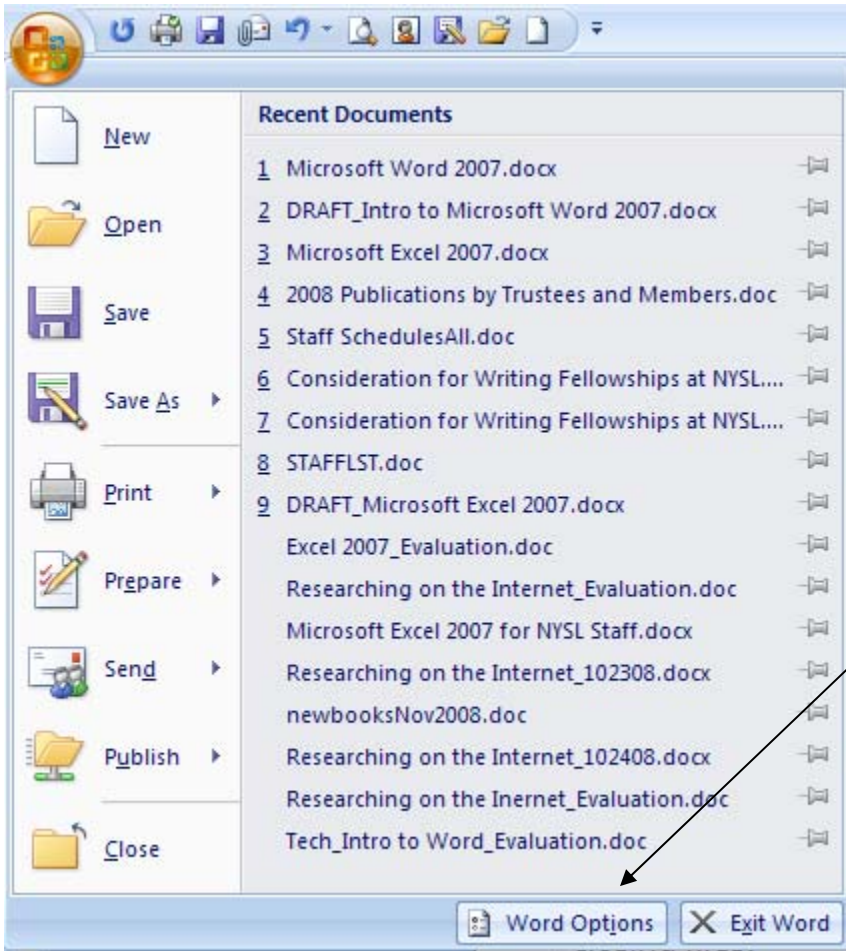 New
Open
Save
Save As
Print
Prepare
Send
Publish
Close
Recent Documents
1 Microsoft Word 2007.docx
2 DRAFT_Intro to Microsoft Word 2007.docx
3 Microsoft Excel 2007.docx
4 2008 Publications by Trustees and Members.doc
5 Staff SchedulesAll.doc
6 Consideration for Writing Fellowships at NYSL....
7 Consideration for Writing Fellowships at NYSL....
8 STAFFLST.doc
9 DRAFT_Microsoft Excel 2007.docx
Excel 2007_Evaluation.doc
Researching on the Internet_Evaluation.doc
Microsoft Excel 2007 for NYSL Staff.docx
Researching on the Internet_102308.docx
newbooksNov2008.doc
Researching on the Internet_102408.docx
Researching on the Inernet_Evaluation.doc
Tech_Intro to Word_Evaluation.doc
Word Options
Exit Word